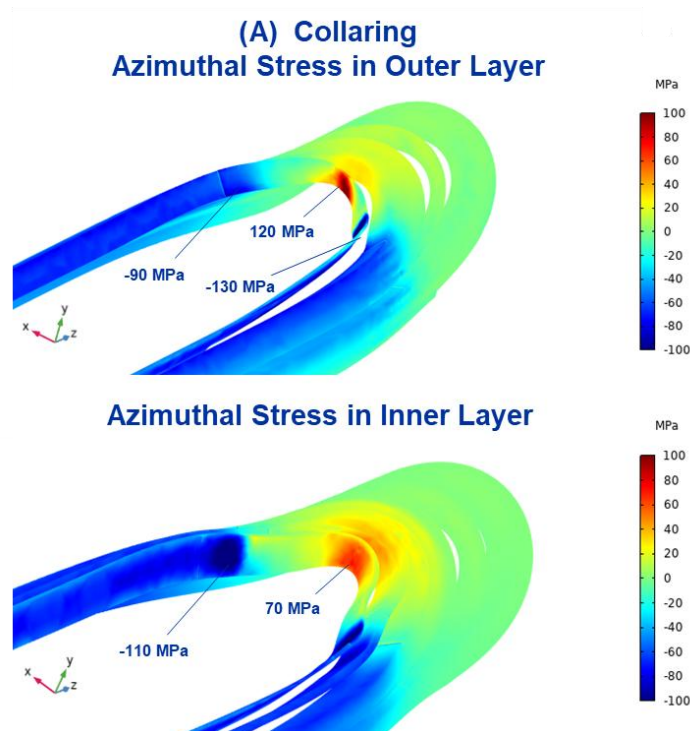 (A) Collaring
Azimuthal Stress in Outer Layer
MPa
100
80
60
40
20
0
-20
-40
-60
-80
-100
120 MPa
-90 MPa
-130 MPa
x
y
z
Azimuthal Stress in Inner Layer
MPa
100
80
60
40
20
0
-20
-40
-60
-80
-100
70 MPa
-110 MPa
x
y
z